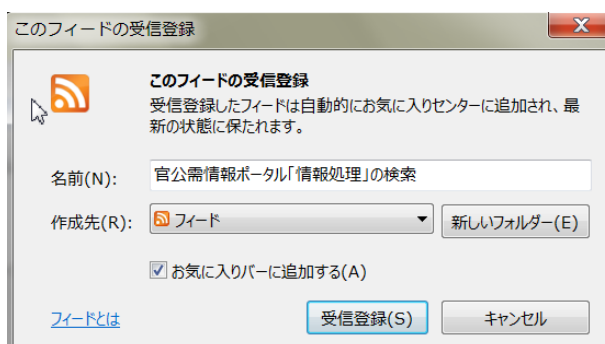 このフィードの受信登録
X
このフィードの受信登録
受信登録したフィードは自動的にお気に入りセンターに追加され、最
新の状態に保たれます。
名前(N): 官公需情報ポータル「情報処理」の検索
作成先(R): フィード 新しいフォルダー(E)
お気に入りバーに追加する(A)
フィードとは 受信登録(S) キャンセル